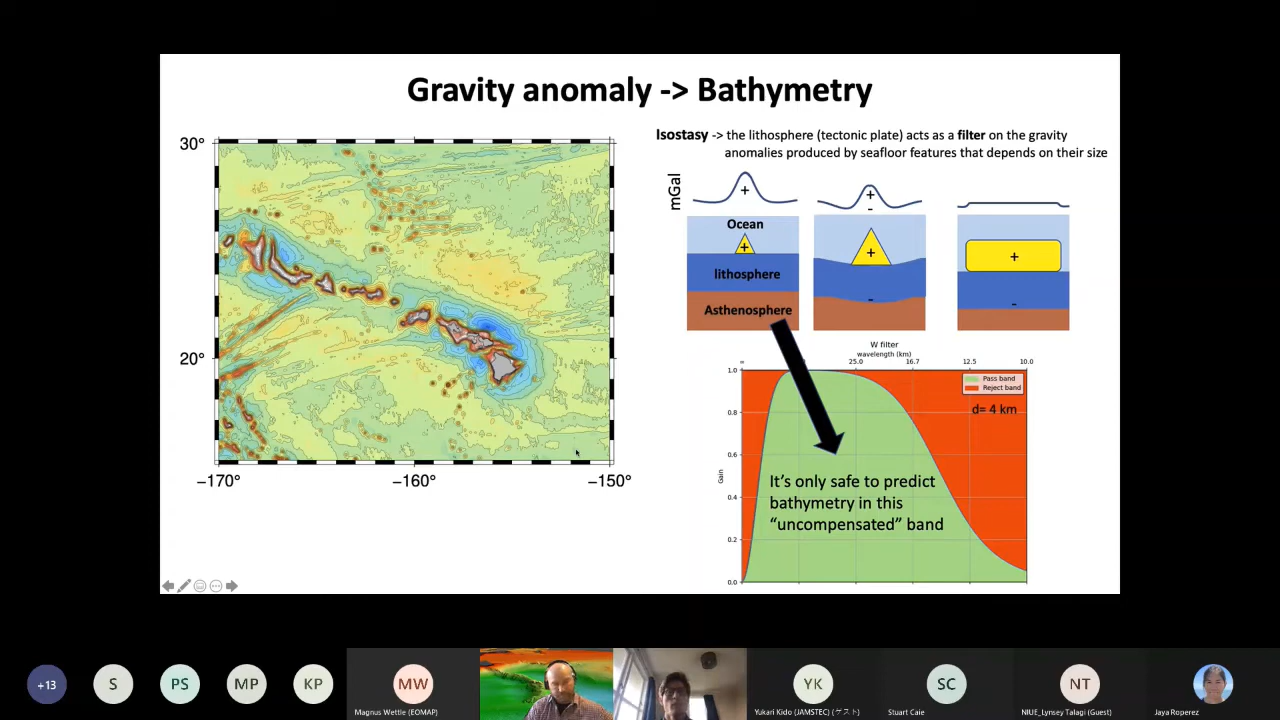 Gravity anomaly -> Bathymetry
Isostasy -> the lithosphere (tectonic plate) acts as a filter on the gravity
anomalies produced by seafloor features that depends on their size
30°
20°
−170°
−160°
−150°
mGal
+
+
-
Ocean
+
+
+
lithosphere
-
-
Asthenosphere
W filter
wavelength (km)
∞
25.0
16.7
12.5
10.0
Pass band
Reject band
d= 4 km
1.0
0.8
0.6
0.4
0.2
0.0
Gain
It's only safe to predict
bathymetry in this
"uncompensated" band
+13
S
PS
MP
KP
MW
YK
SC
NT
Magnus Wettle (EOMAP)
Yukari Kido (JAMSTEC) (ゲスト)
Stuart Caie
NIUE_Lynsey Talagi (Guest)
Jaya Roperez